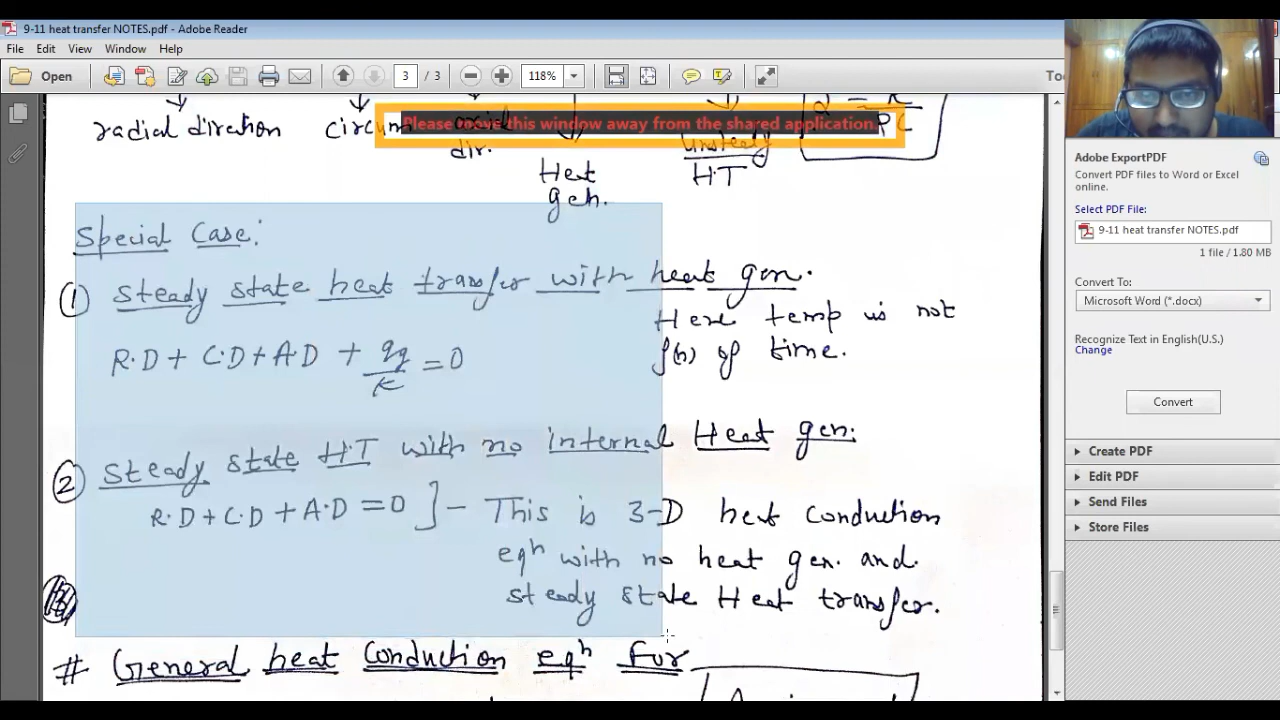 9-11 heat transfer NOTES.pdf - Adobe Reader
File Edit View Window Help
Open 3 / 3 118%
radial diration circum axial
dir.
Heat
gen.
unsteady
HT
Please move this window away from the shared application.
Special Case:
① Steady state heat transfer with heat gen.
Here temp is not
f(n) of time.
R.D + C.D + A.D + qg/k = 0
② Steady state HT with no internal Heat gen.
R.D + C.D + A.D = 0 ] - This is 3-D heat conduction
eqn with no heat gen. and
steady state Heat transfer.
# General heat conduction eqn for
Adobe ExportPDF
Convert PDF files to Word or Excel
online.
Select PDF File:
9-11 heat transfer NOTES.pdf
1 file / 1.80 MB
Convert To:
Microsoft Word (*.docx)
Recognize Text in English(U.S.)
Change
Convert
Create PDF
Edit PDF
Send Files
Store Files